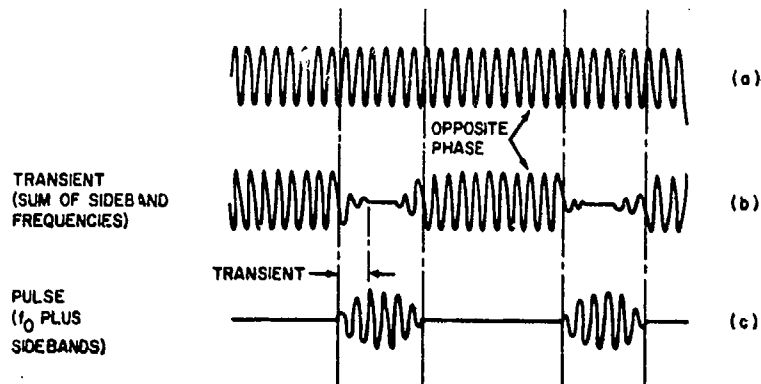 (a)
OPPOSITE
PHASE
TRANSIENT
(SUM OF SIDEBAND
FREQUENCIES)
(b)
TRANSIENT
PULSE
(f0 PLUS
SIDEBANDS)
(c)